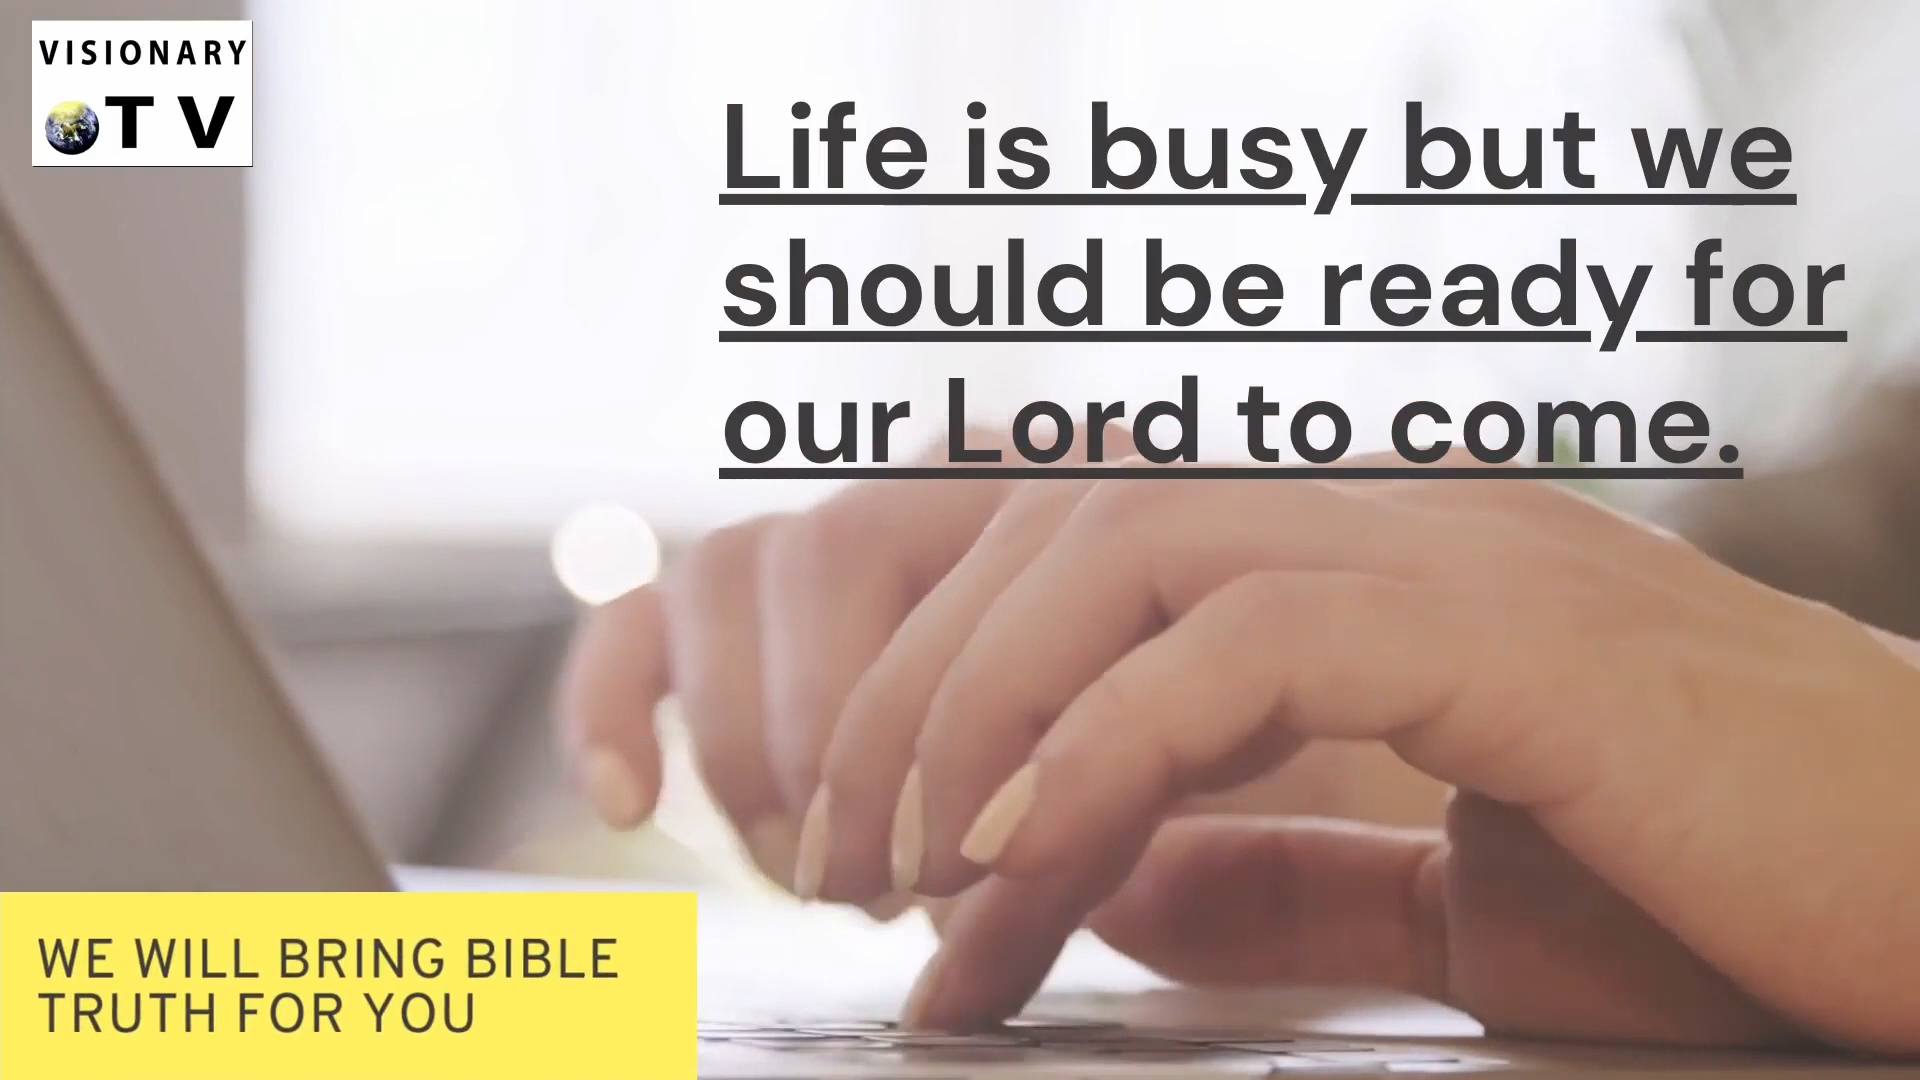 VISIONARY
TV
Life is busy but we
should be ready for
our Lord to come.
WE WILL BRING BIBLE
TRUTH FOR YOU